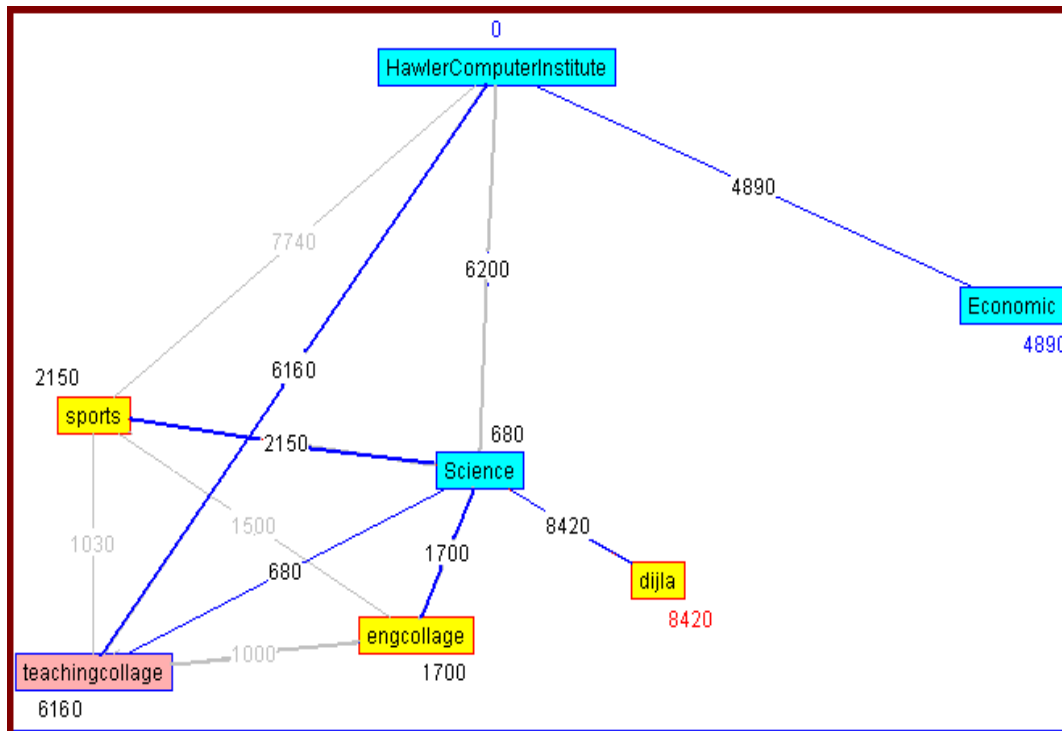 0
HawlerComputerInstitute
4890
7740
6200
Economic
4890
6160
2150
sports
2150
680
Science
1500
8420
1030
1700
680
dijla
8420
engcollage
1000
1700
teachingcollage
6160